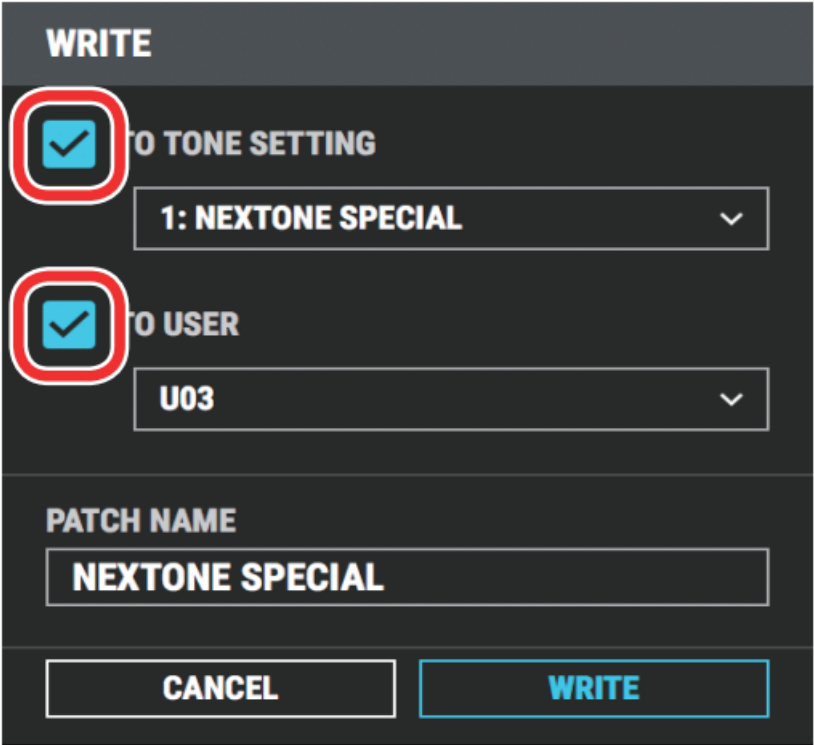 WRITE
TO TONE SETTING
1: NEXTONE SPECIAL
TO USER
U03
PATCH NAME
NEXTONE SPECIAL
CANCEL
WRITE